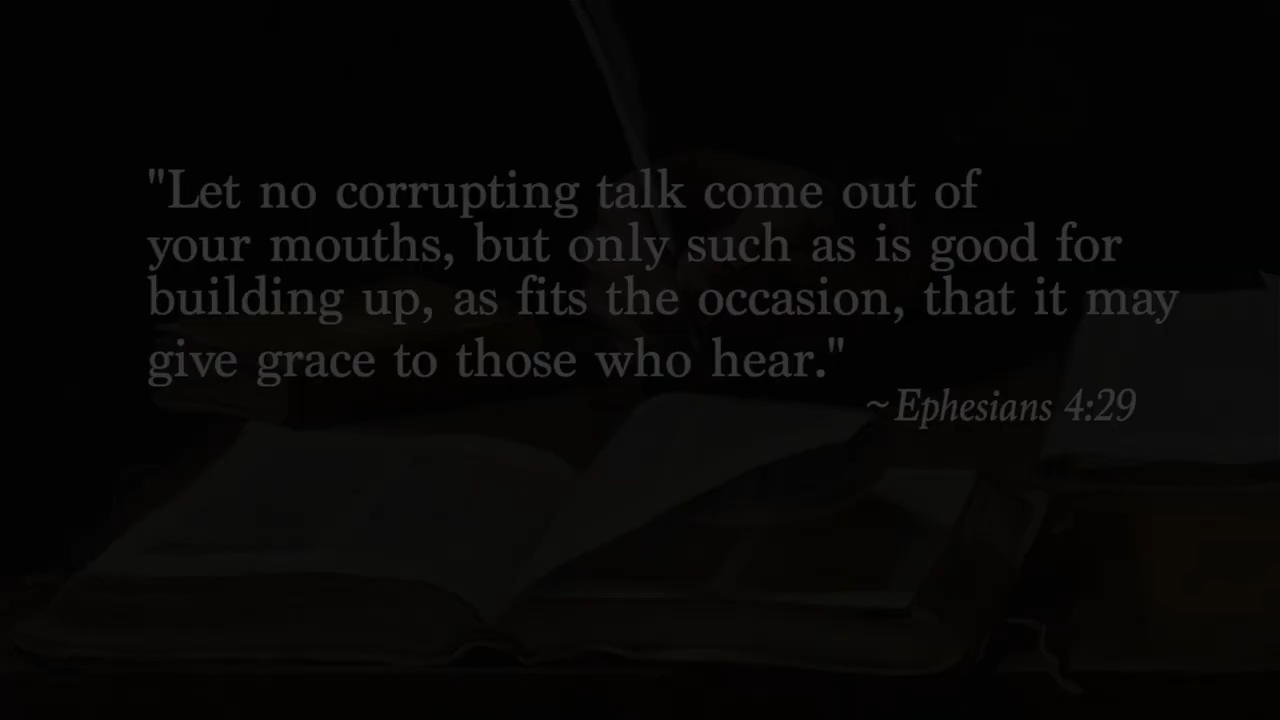 "Let no corrupting talk come out of
your mouths, but only such as is good for
building up, as fits the occasion, that it may
give grace to those who hear."
~ Ephesians 4:29